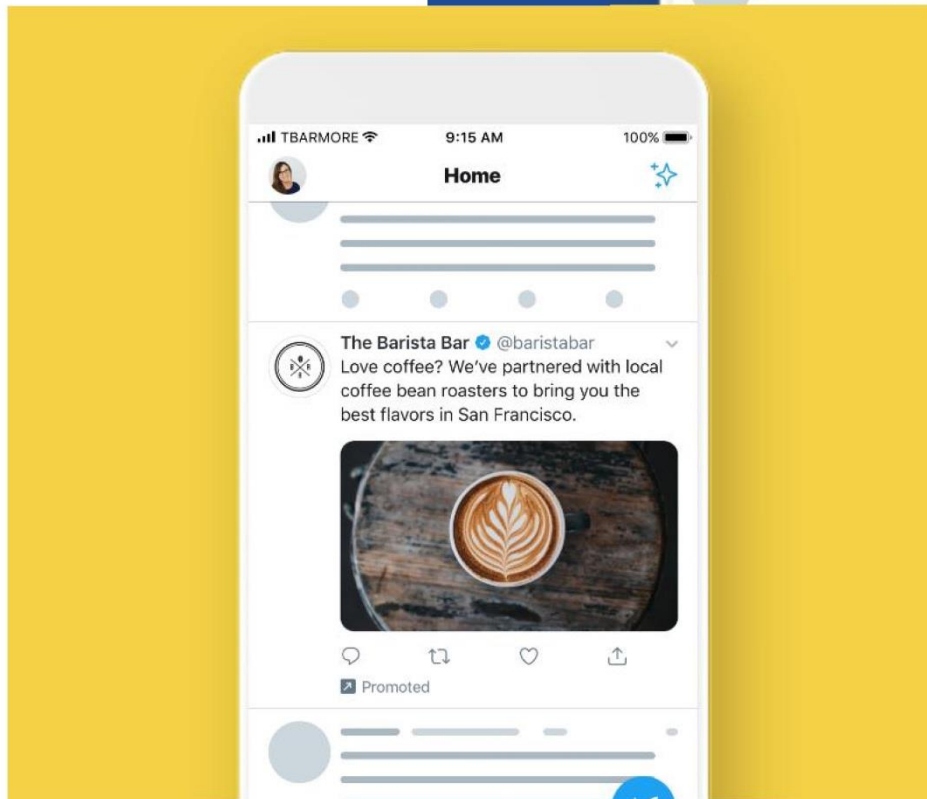 TBARMORE 9:15 AM 100%
Home
The Barista Bar @baristabar
Love coffee? We've partnered with local
coffee bean roasters to bring you the
best flavors in San Francisco.
Promoted